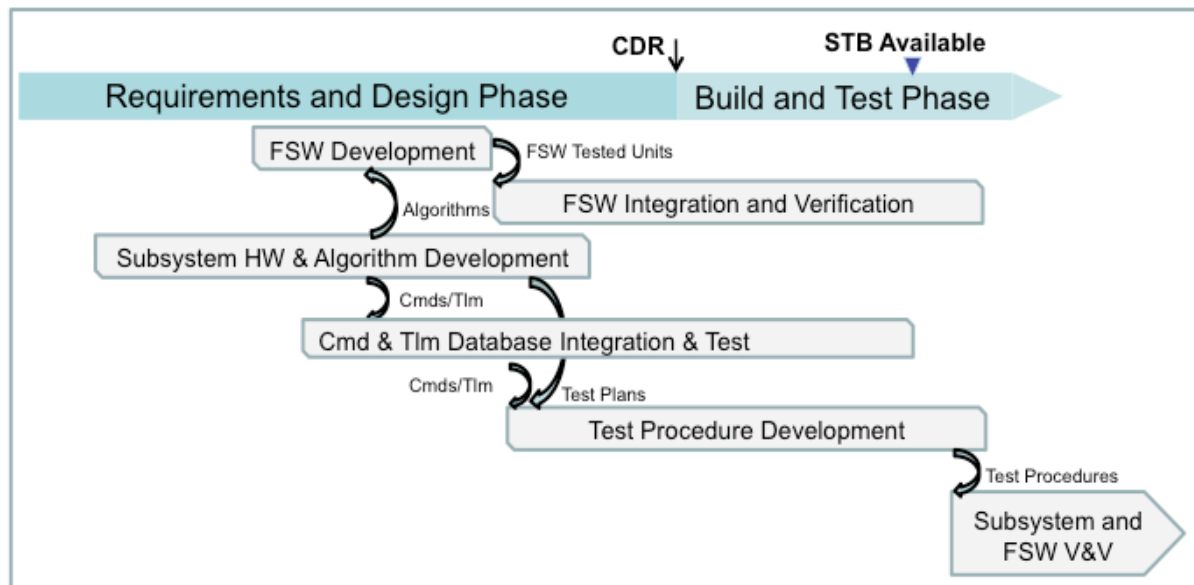 CDR
STB Available
Requirements and Design Phase
Build and Test Phase
FSW Development
FSW Tested Units
Algorithms
FSW Integration and Verification
Subsystem HW & Algorithm Development
Cmds/Tlm
Cmd & Tlm Database Integration & Test
Cmds/Tlm
Test Plans
Test Procedure Development
Test Procedures
Subsystem and
FSW V&V